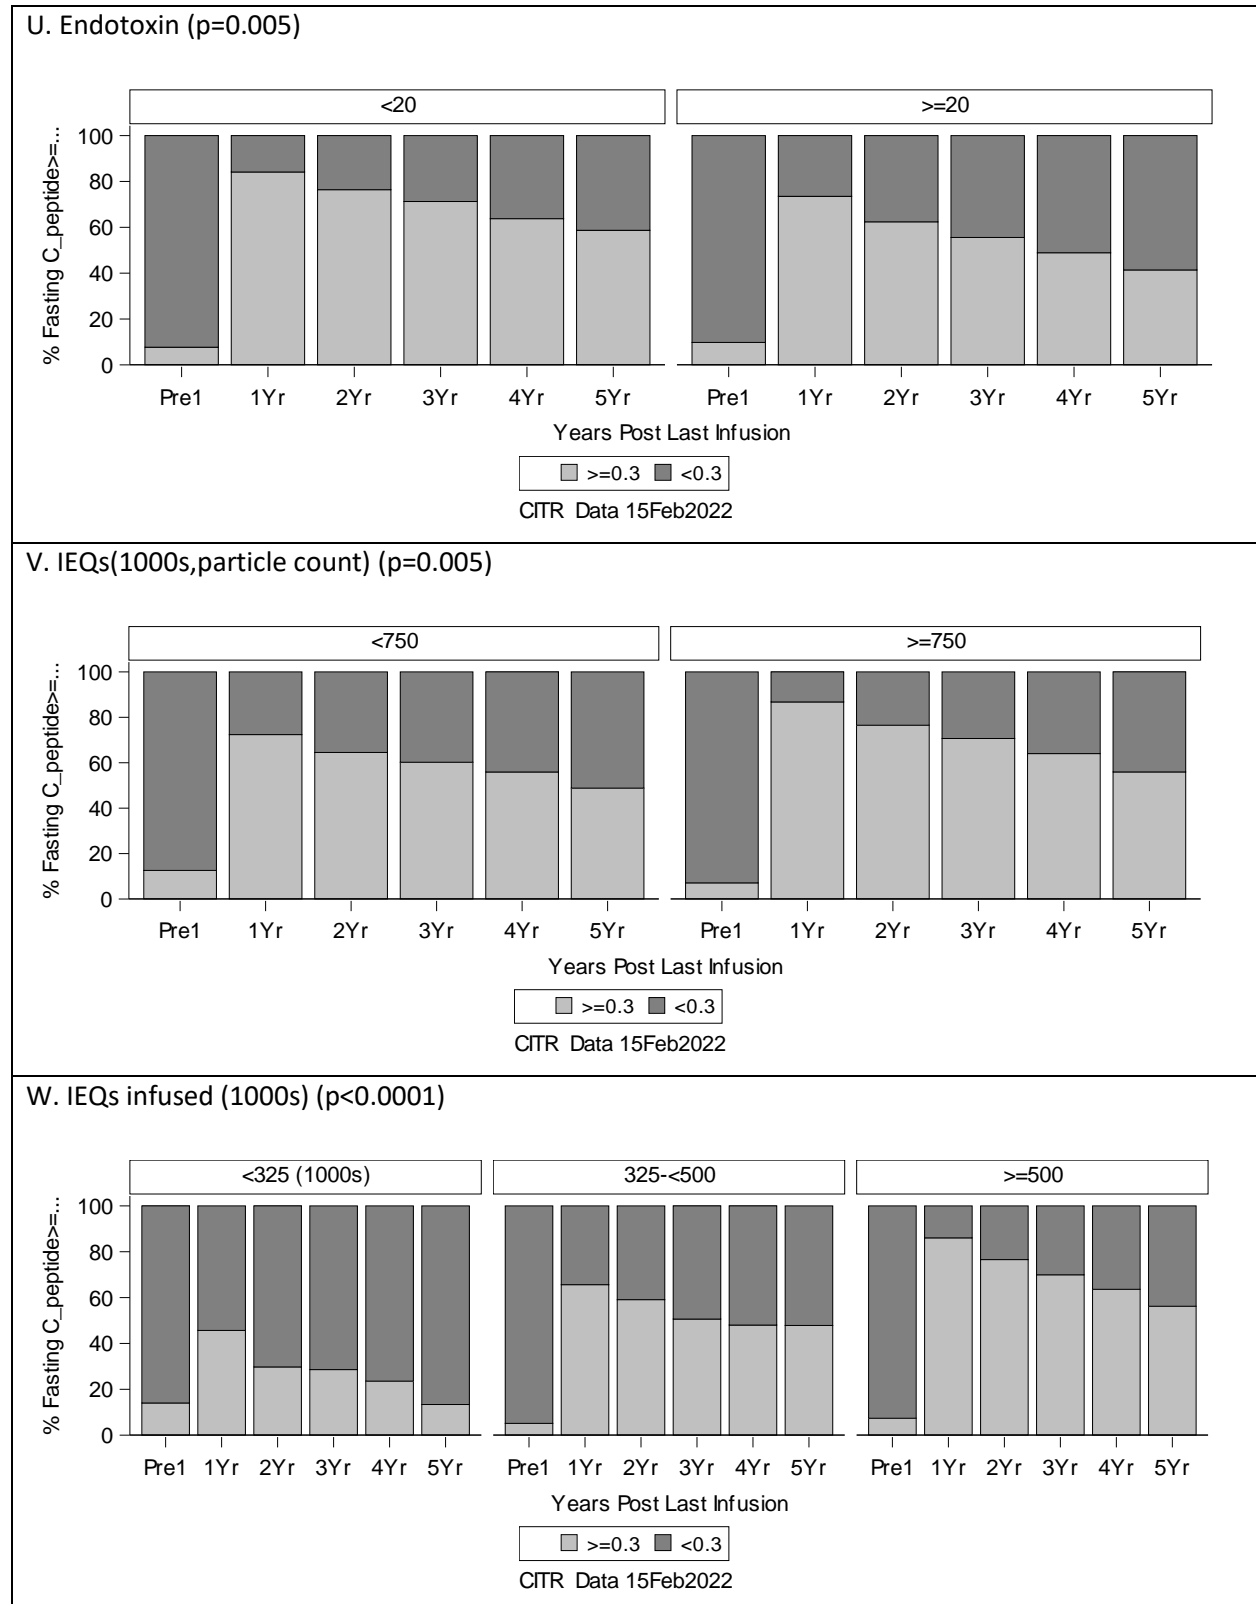 U. Endotoxin (p=0.005)
<20 >=20
% Fasting C_peptide>=...
100
80
60
40
20
0
Pre1 1Yr 2Yr 3Yr 4Yr 5Yr Pre1 1Yr 2Yr 3Yr 4Yr 5Yr
Years Post Last Infusion
>=0.3 <0.3
CITR Data 15Feb2022
V. IEQs(1000s,particle count) (p=0.005)
<750 >=750
% Fasting C_peptide>=...
100
80
60
40
20
0
Pre1 1Yr 2Yr 3Yr 4Yr 5Yr Pre1 1Yr 2Yr 3Yr 4Yr 5Yr
Years Post Last Infusion
>=0.3 <0.3
CITR Data 15Feb2022
W. IEQs infused (1000s) (p<0.0001)
<325 (1000s) 325-<500 >=500
% Fasting C_peptide>=...
100
80
60
40
20
0
Pre1 1Yr 2Yr 3Yr 4Yr 5Yr Pre1 1Yr 2Yr 3Yr 4Yr 5Yr Pre1 1Yr 2Yr 3Yr 4Yr 5Yr
Years Post Last Infusion
>=0.3 <0.3
CITR Data 15Feb2022